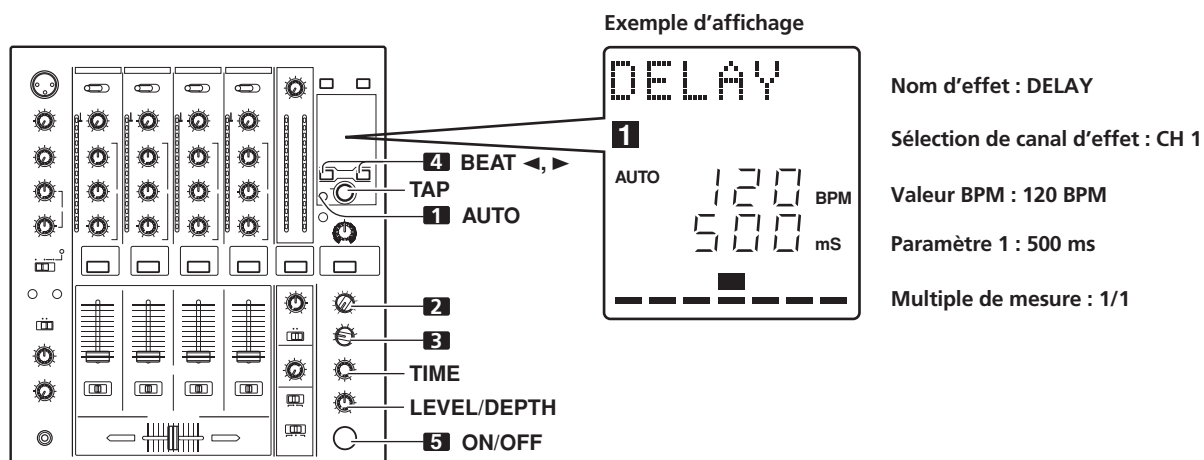 Exemple d'affichage
DELAY
Nom d'effet : DELAY
1
Sélection de canal d'effet : CH 1
4 BEAT ◄, ►
TAP
1 AUTO
AUTO 120 BPM
Valeur BPM : 120 BPM
500 mS
Paramètre 1 : 500 ms
Multiple de mesure : 1/1
2
3
TIME
LEVEL/DEPTH
5 ON/OFF